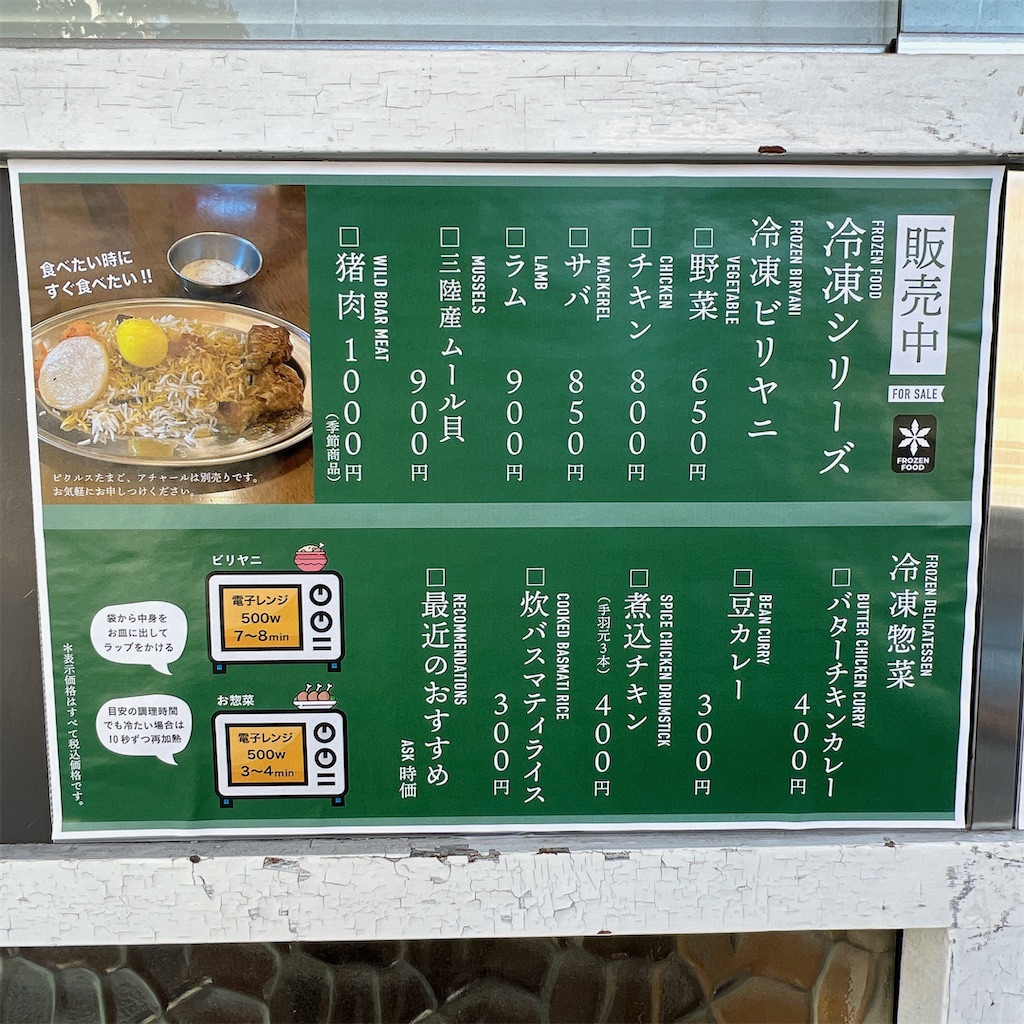 販売中
FOR SALE
FROZEN FOOD
FROZEN FOOD
冷凍シリーズ
FROZEN BIRYANI
冷凍ビリヤニ
VEGETABLE
□野菜 650円
CHICKEN
□チキン 800円
MACKEREL
□サバ 850円
LAMB
□ラム 900円
MUSSELS
□三陸産ムール貝
900円
WILD BOAR MEAT
□猪肉 1000円
(季節商品)
食べたい時に
すぐ食べたい!!
ピクルスたまご、アチャールは別売りです。
お気軽にお申しつけください。
FROZEN DELICATESSEN
冷凍惣菜
BUTTER CHICKEN CURRY
□バターチキンカレー
400円
BEAN CURRY
□豆カレー
300円
SPICE CHICKEN DRUMSTICK
□煮込チキン
(手羽元3本) 400円
COOKED BASMATI RICE
□炊バスマティライス
300円
RECOMMENDATIONS
□最近のおすすめ
ASK 時価
ビリヤニ
電子レンジ
500w
7〜8min
袋から中身を
お皿に出して
ラップをかける
お惣菜
電子レンジ
500w
3〜4min
目安の調理時間
でも冷たい場合は
10秒ずつ再加熱
*表示価格はすべて税込価格です。